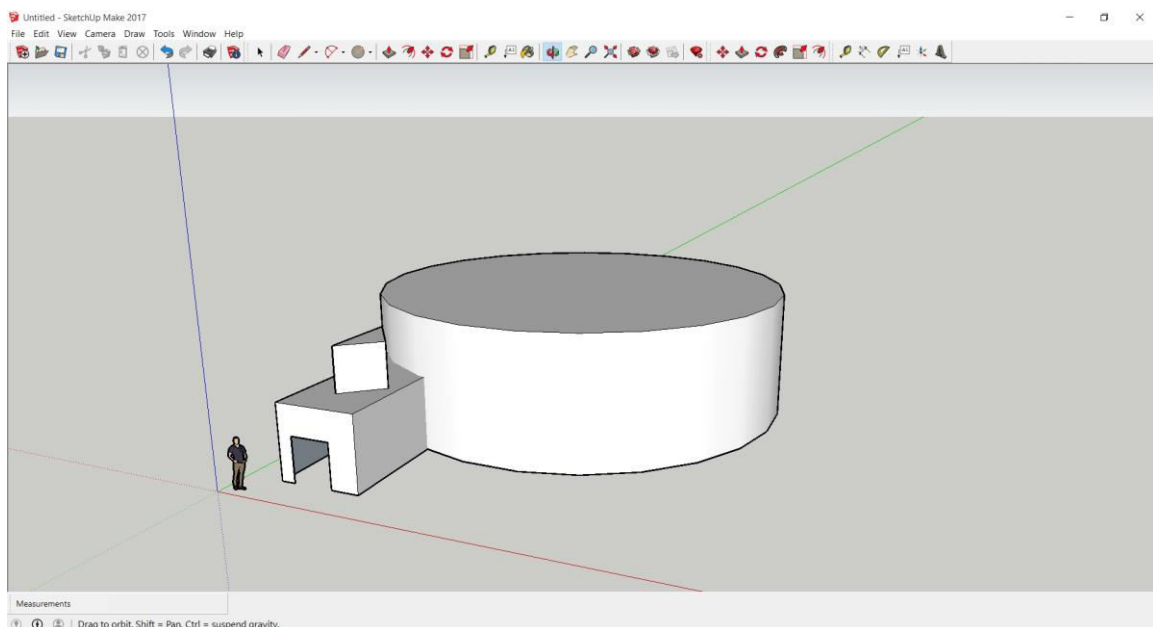 Untitled - SketchUp Make 2017
File Edit View Camera Draw Tools Window Help
Measurements
Drag to orbit. Shift = Pan, Ctrl = suspend gravity.